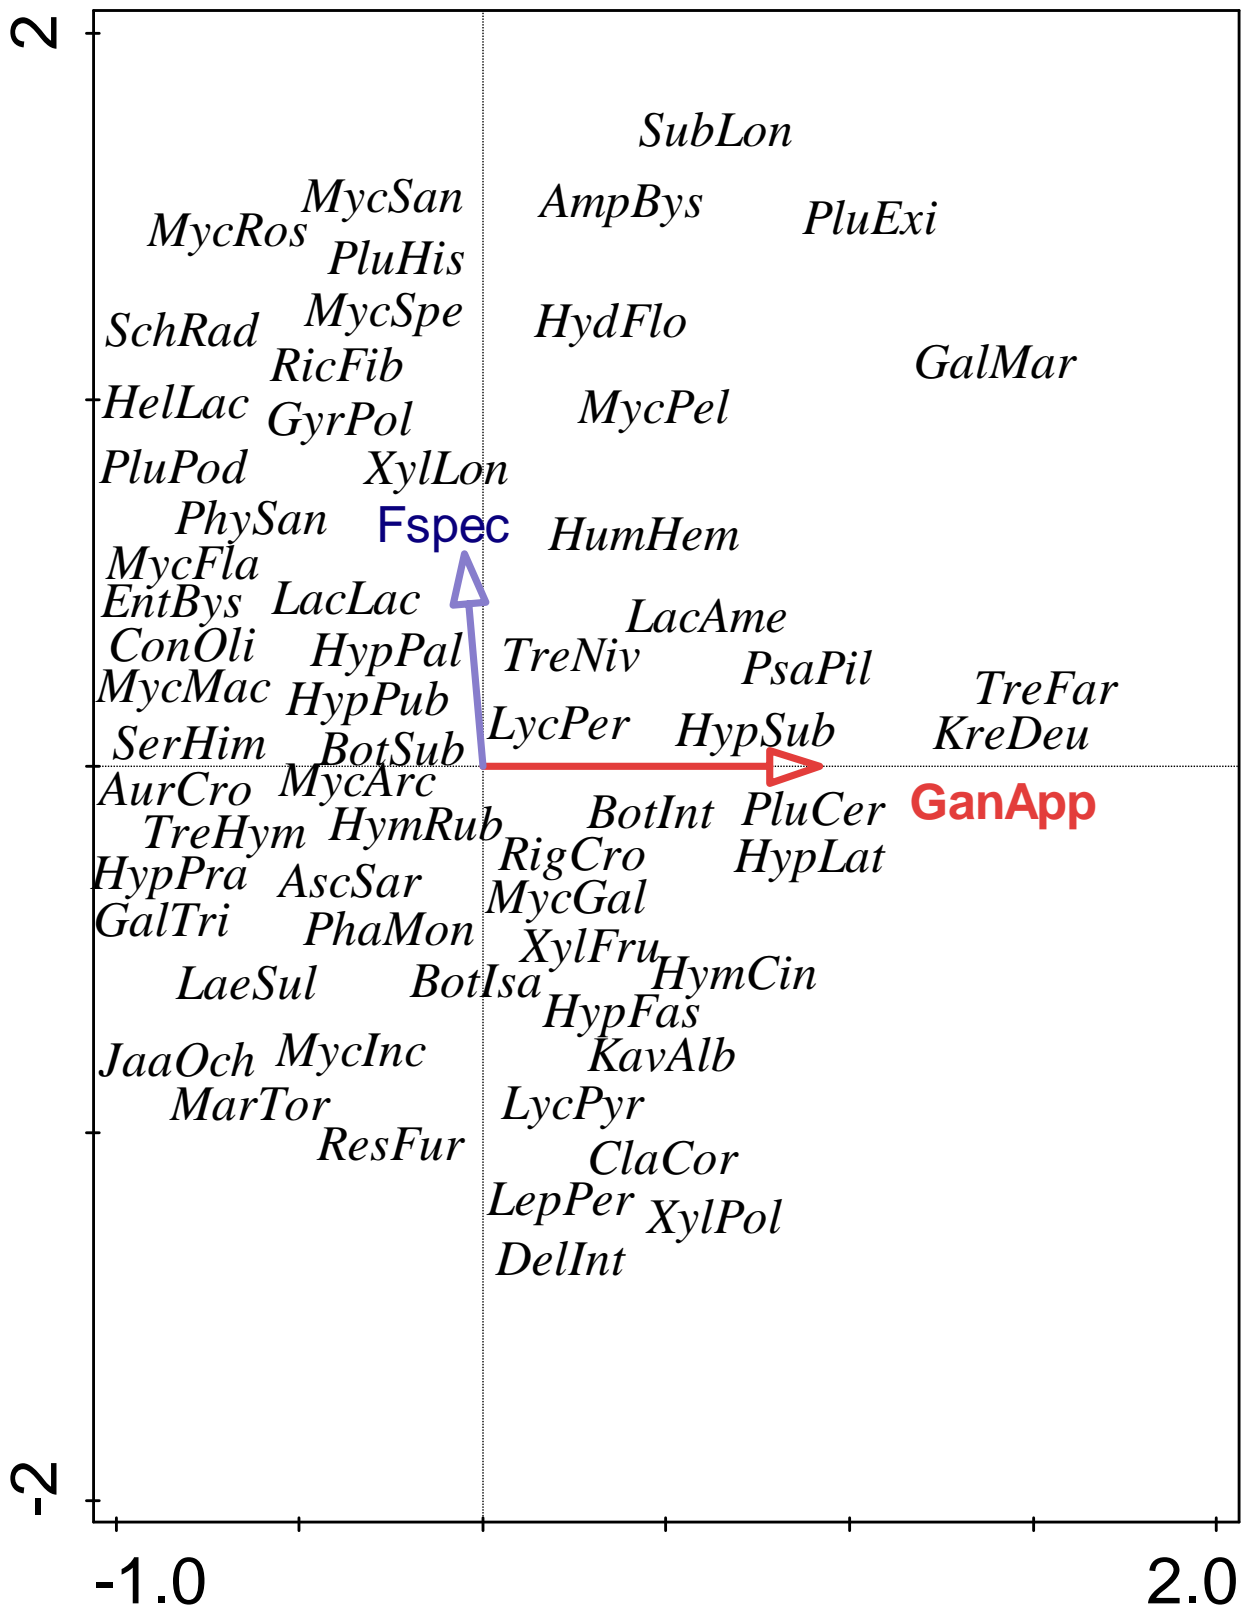 2
SubLon
MycSan
AmpBys
PluExi
MycRos
PluHis
MycSpe
HydFlo
SchRad
RicFib
GalMar
HelLac
GyrPol
MycPel
PluPod
XylLon
PhySan
Fspec
HumHem
MycFla
EntBys
LacLac
LacAme
ConOli
HypPal
TreNiv
PsaPil
MycMac
HypPub
TreFar
LycPer
HypSub
KreDeu
SerHim
BotSub
AurCro
MycArc
BotInt
PluCer
GanApp
TreHym
HymRub
RigCro
HypLat
HypPra
AscSar
MycGal
GalTri
PhaMon
XylFru
LaeSul
BotIsa
HymCin
HypFas
JaaOch
MycInc
KavAlb
MarTor
LycPyr
ResFur
ClaCor
LepPer
XylPol
DelInt
-2
-1.0
2.0